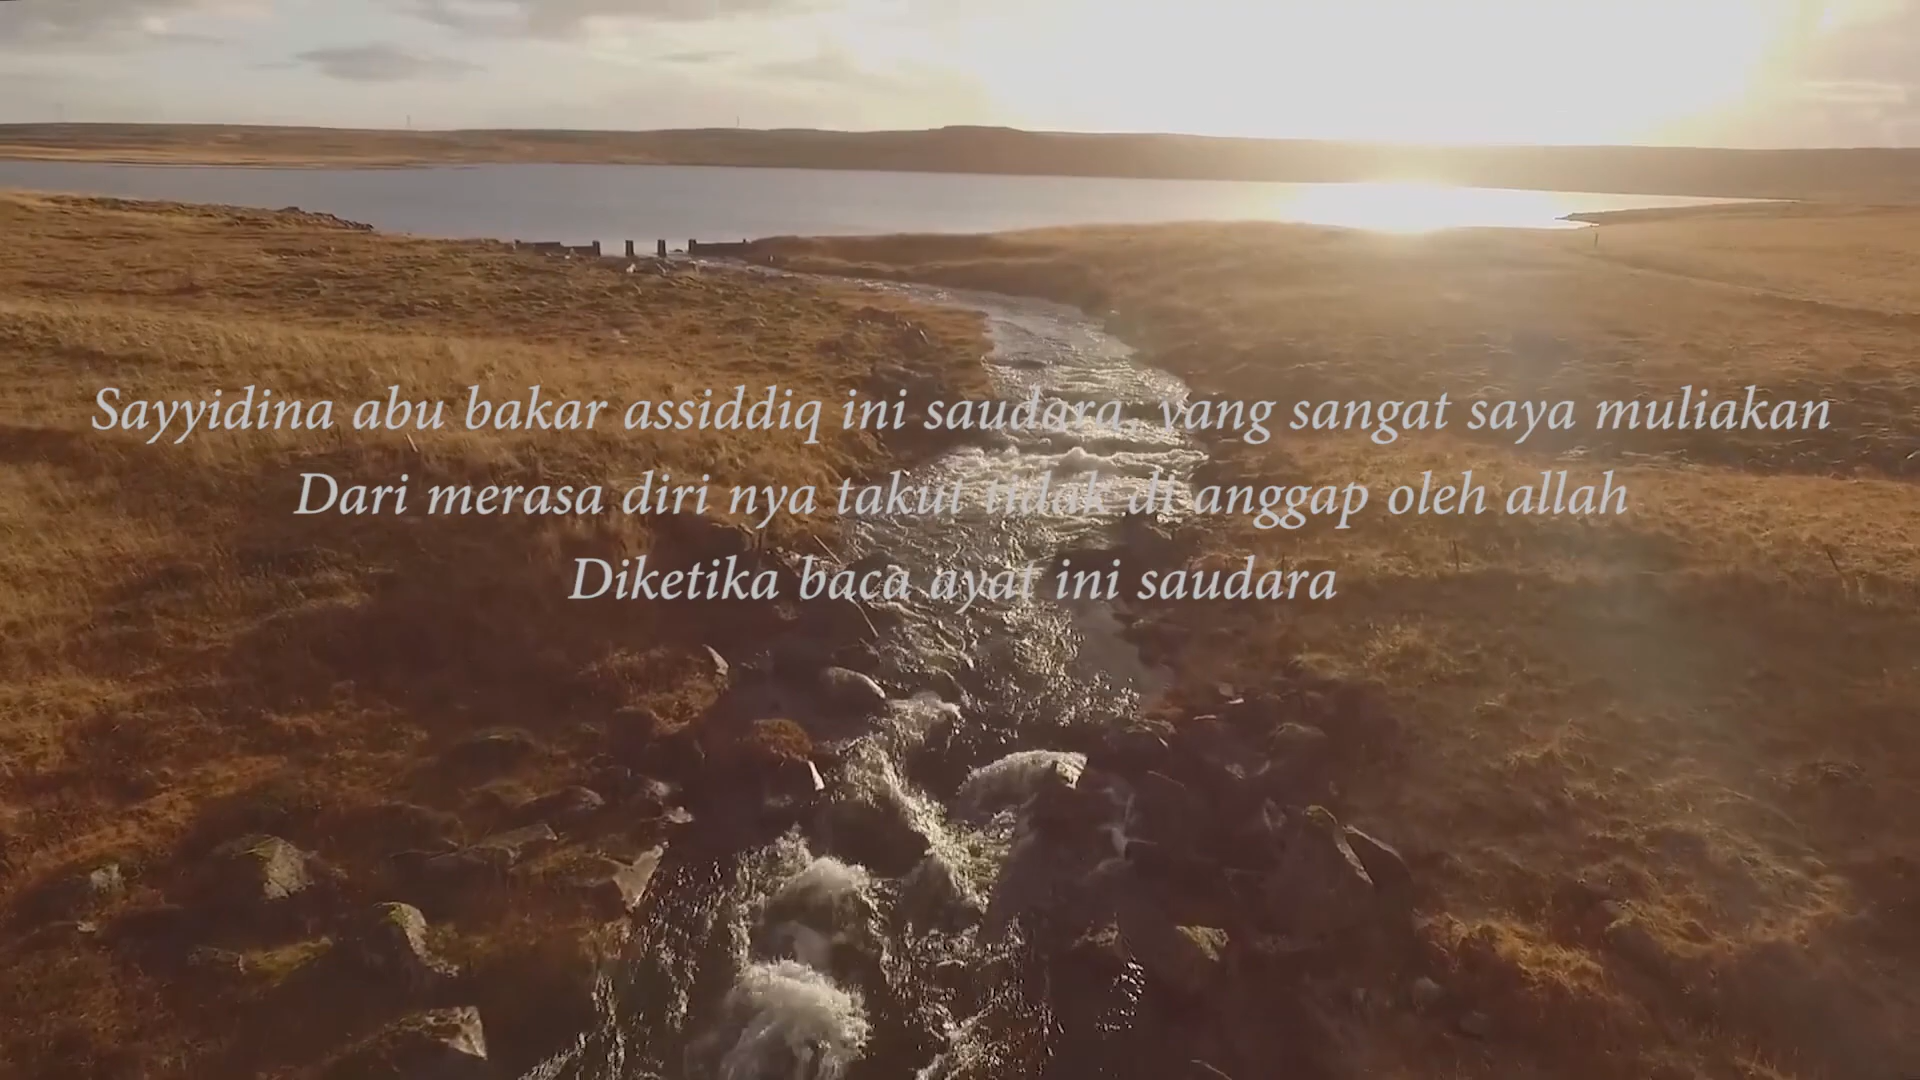 Sayyidina abu bakar assiddiq ini saudara, yang sangat saya muliakan
Dari merasa diri nya takut tidak di anggap oleh allah
Diketika baca ayat ini saudara